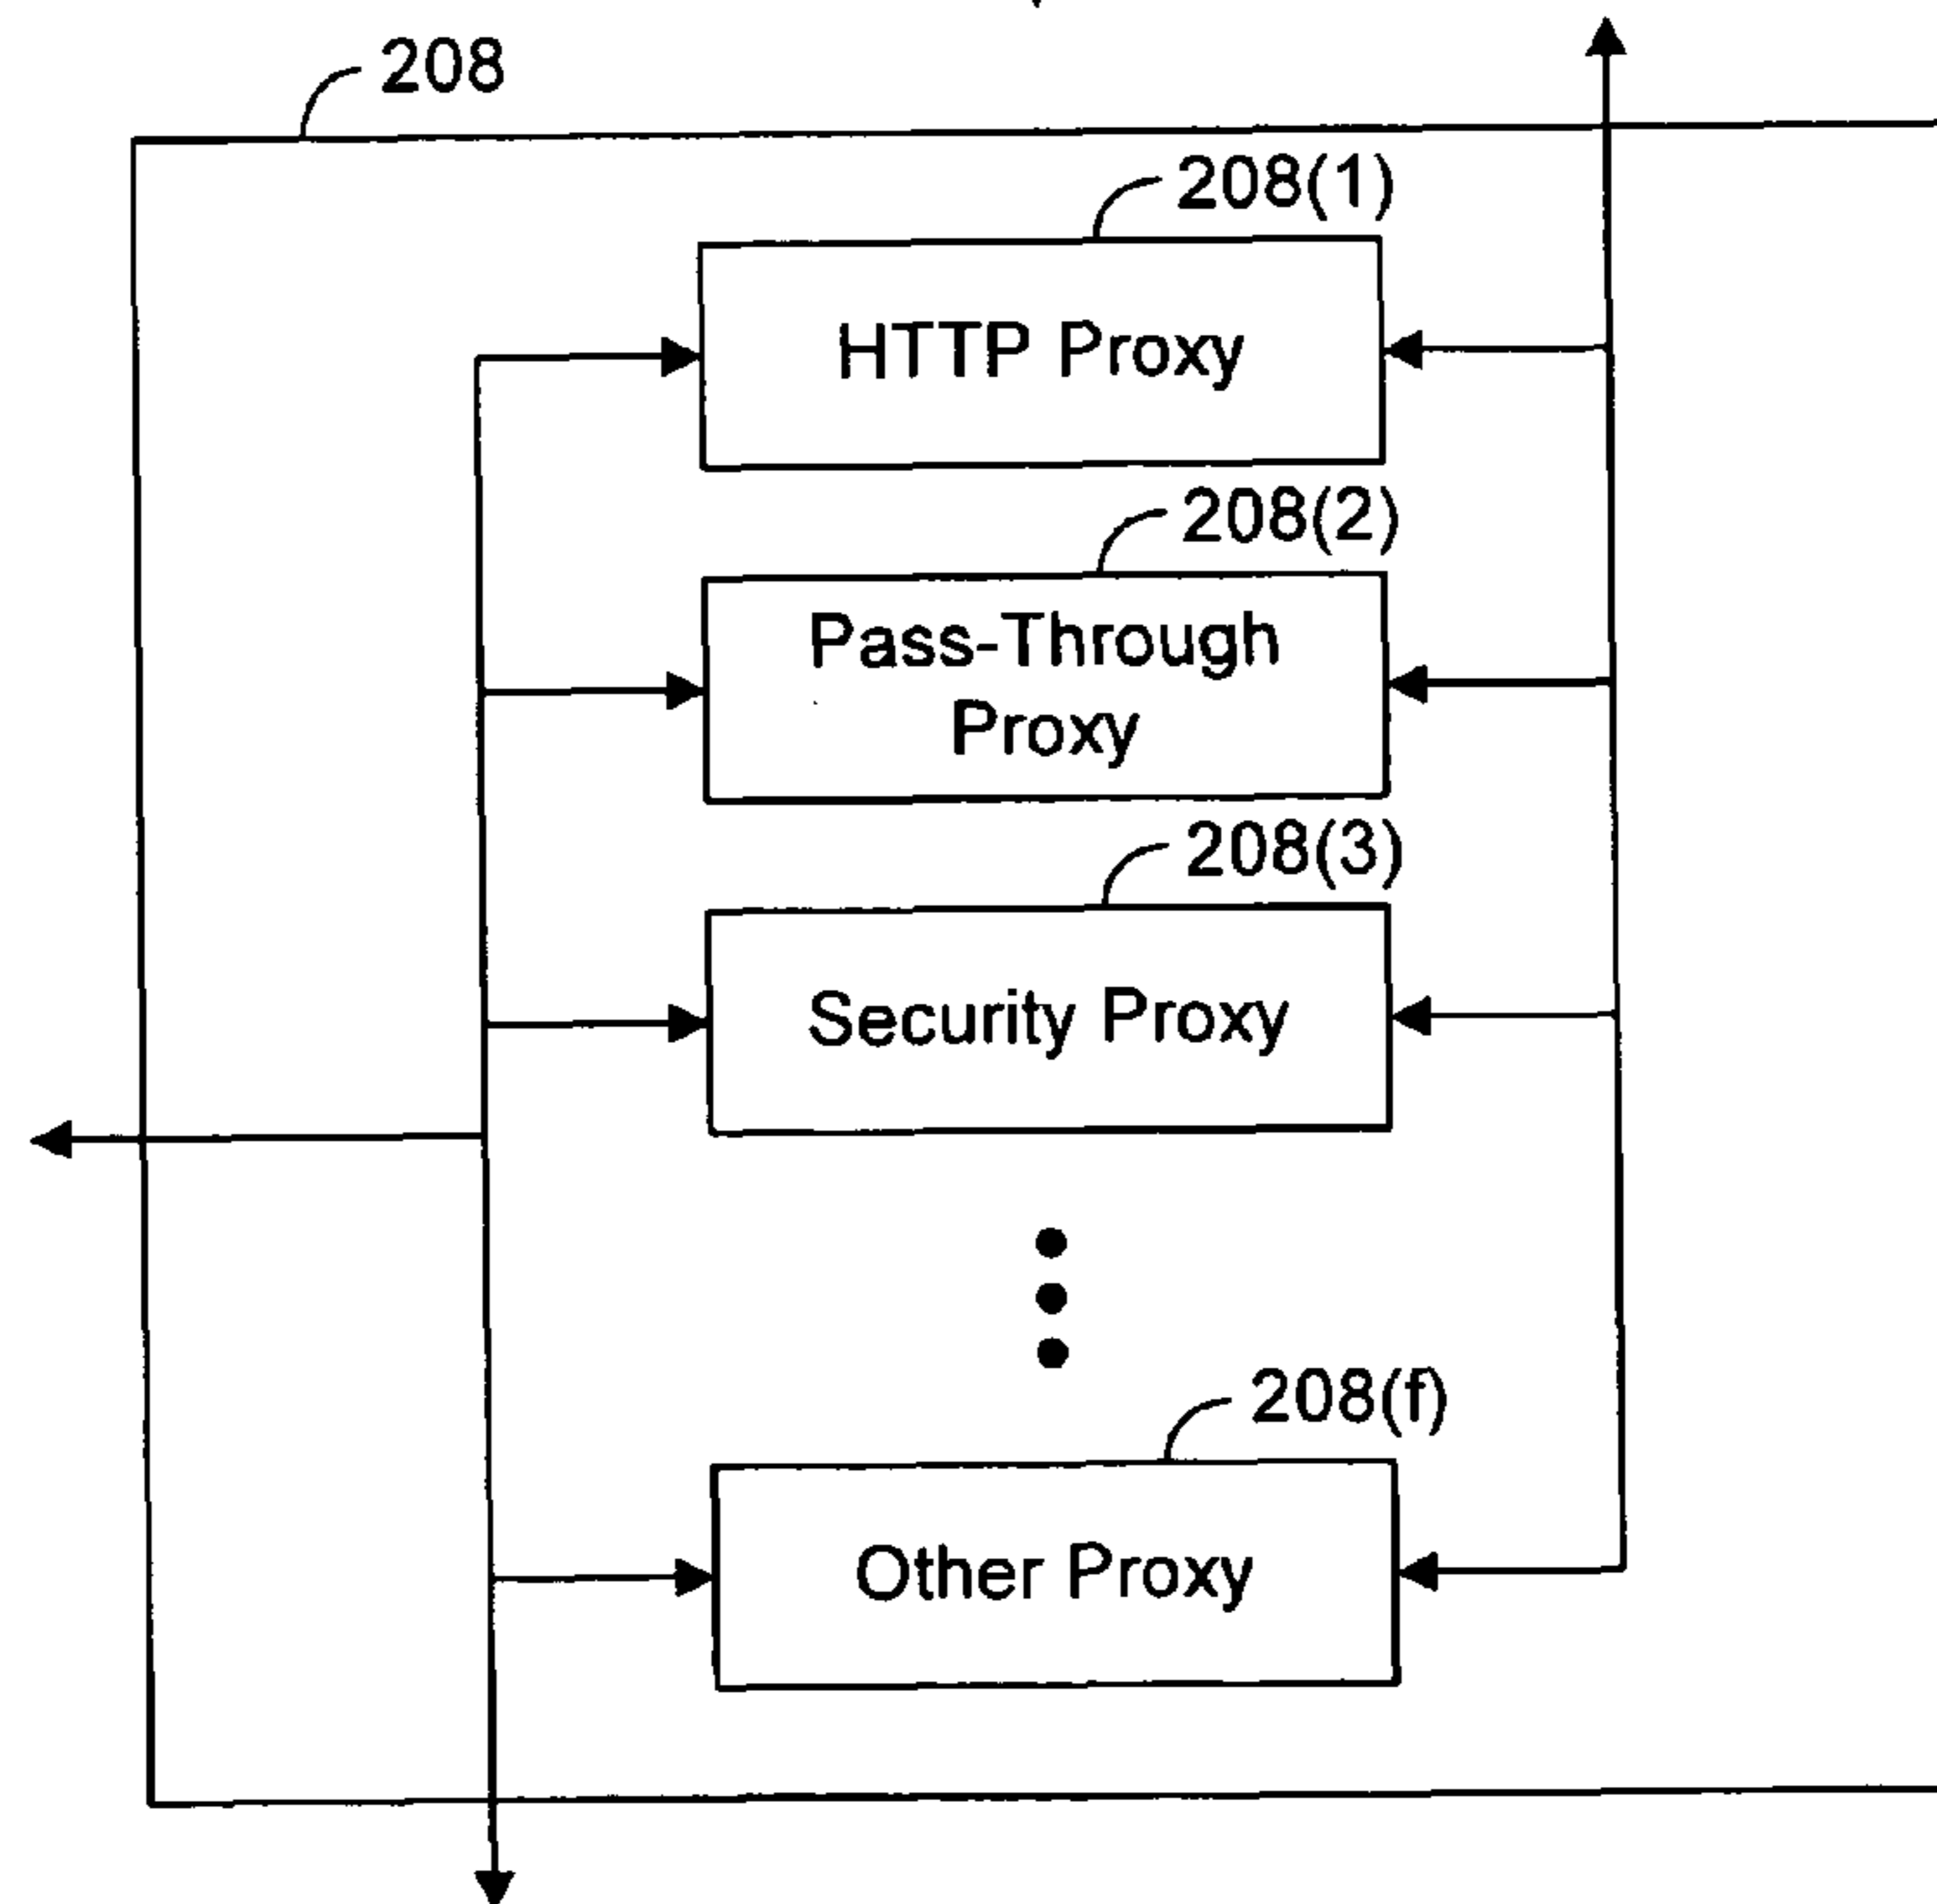 208
208(1)
HTTP Proxy
208(2)
Pass-Through
Proxy
208(3)
Security Proxy
208(f)
Other Proxy